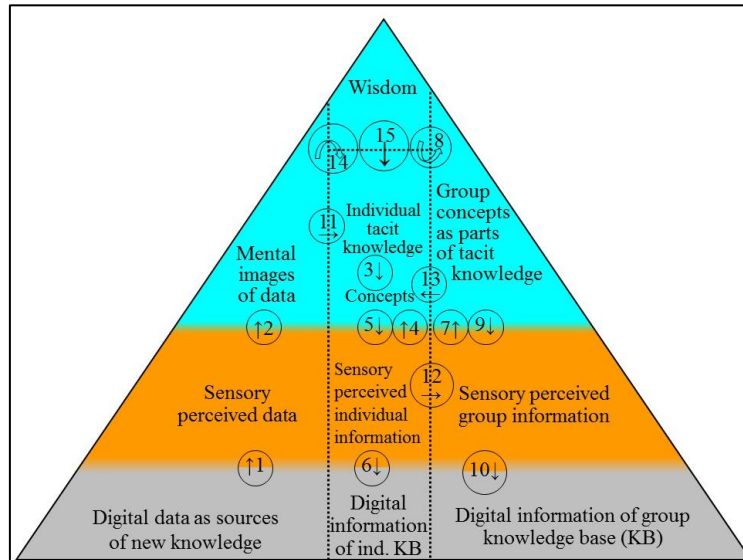 Wisdom
14
15
↓
8
11
→
Individual
tacit
knowledge
Group
concepts
as parts
of tacit
knowledge
Mental
images
of data
3↓
13
←
Concepts
↑2
5↓
↑4
7↑
9↓
Sensory
perceived data
Sensory
perceived
individual
information
12
→
Sensory perceived
group information
↑1
6↓
10↓
Digital data as sources
of new knowledge
Digital
information
of ind. KB
Digital information of group
knowledge base (KB)